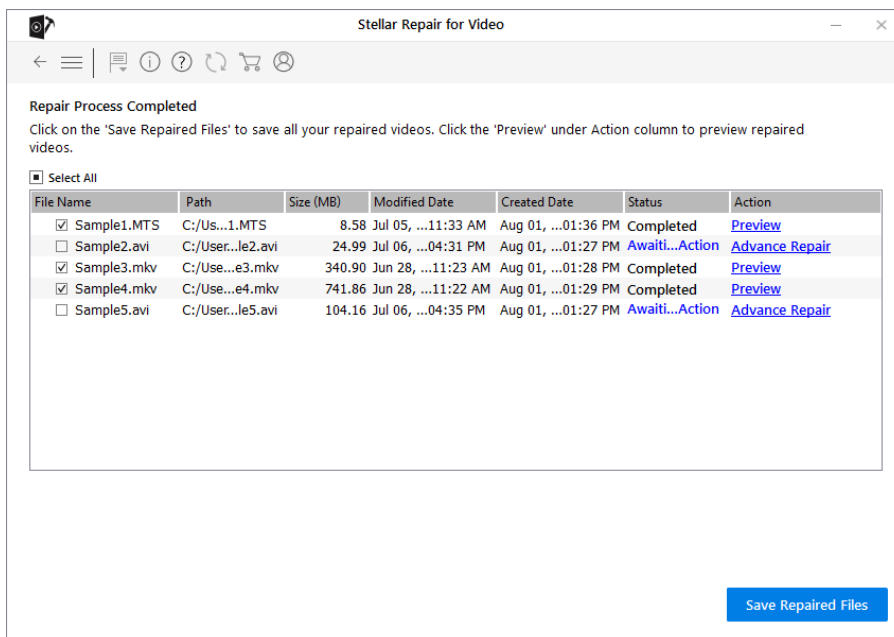 Stellar Repair for Video
Repair Process Completed
Click on the 'Save Repaired Files' to save all your repaired videos. Click the 'Preview' under Action column to preview repaired
videos.
Select All
File Name Path Size (MB) Modified Date Created Date Status Action
Sample1.MTS C:/Us...1.MTS 8.58 Jul 05, ...11:33 AM Aug 01, ...01:36 PM Completed Preview
Sample2.avi C:/User...le2.avi 24.99 Jul 06, ...04:31 PM Aug 01, ...01:27 PM Awaiti...Action Advance Repair
Sample3.mkv C:/Use...e3.mkv 340.90 Jun 28, ...11:23 AM Aug 01, ...01:28 PM Completed Preview
Sample4.mkv C:/Use...e4.mkv 741.86 Jun 28, ...11:22 AM Aug 01, ...01:29 PM Completed Preview
Sample5.avi C:/User...le5.avi 104.16 Jul 06, ...04:35 PM Aug 01, ...01:27 PM Awaiti...Action Advance Repair
Save Repaired Files